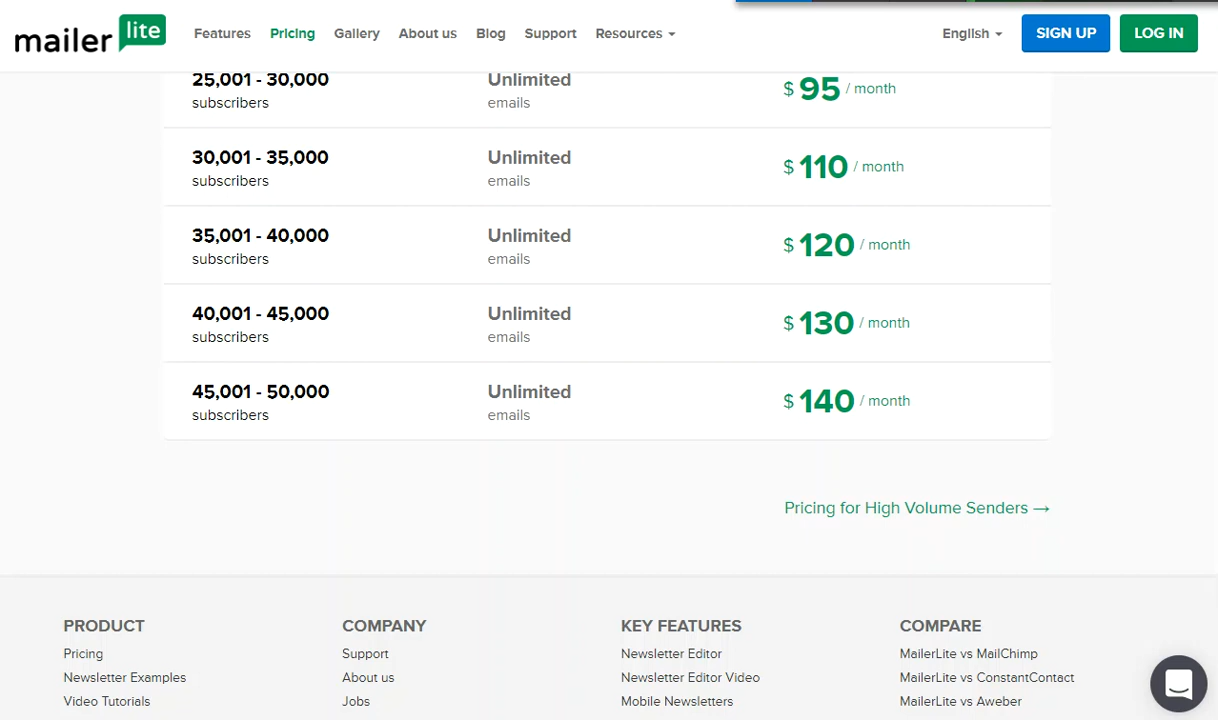 mailer lite Features Pricing Gallery About us Blog Support Resources English SIGN UP LOG IN
25,001 - 30,000 Unlimited $ 95 / month
subscribers emails
30,001 - 35,000 Unlimited $ 110 / month
subscribers emails
35,001 - 40,000 Unlimited $ 120 / month
subscribers emails
40,001 - 45,000 Unlimited $ 130 / month
subscribers emails
45,001 - 50,000 Unlimited $ 140 / month
subscribers emails
Pricing for High Volume Senders →
PRODUCT COMPANY KEY FEATURES COMPARE
Pricing Support Newsletter Editor MailerLite vs MailChimp
Newsletter Examples About us Newsletter Editor Video MailerLite vs ConstantContact
Video Tutorials Jobs Mobile Newsletters MailerLite vs Aweber